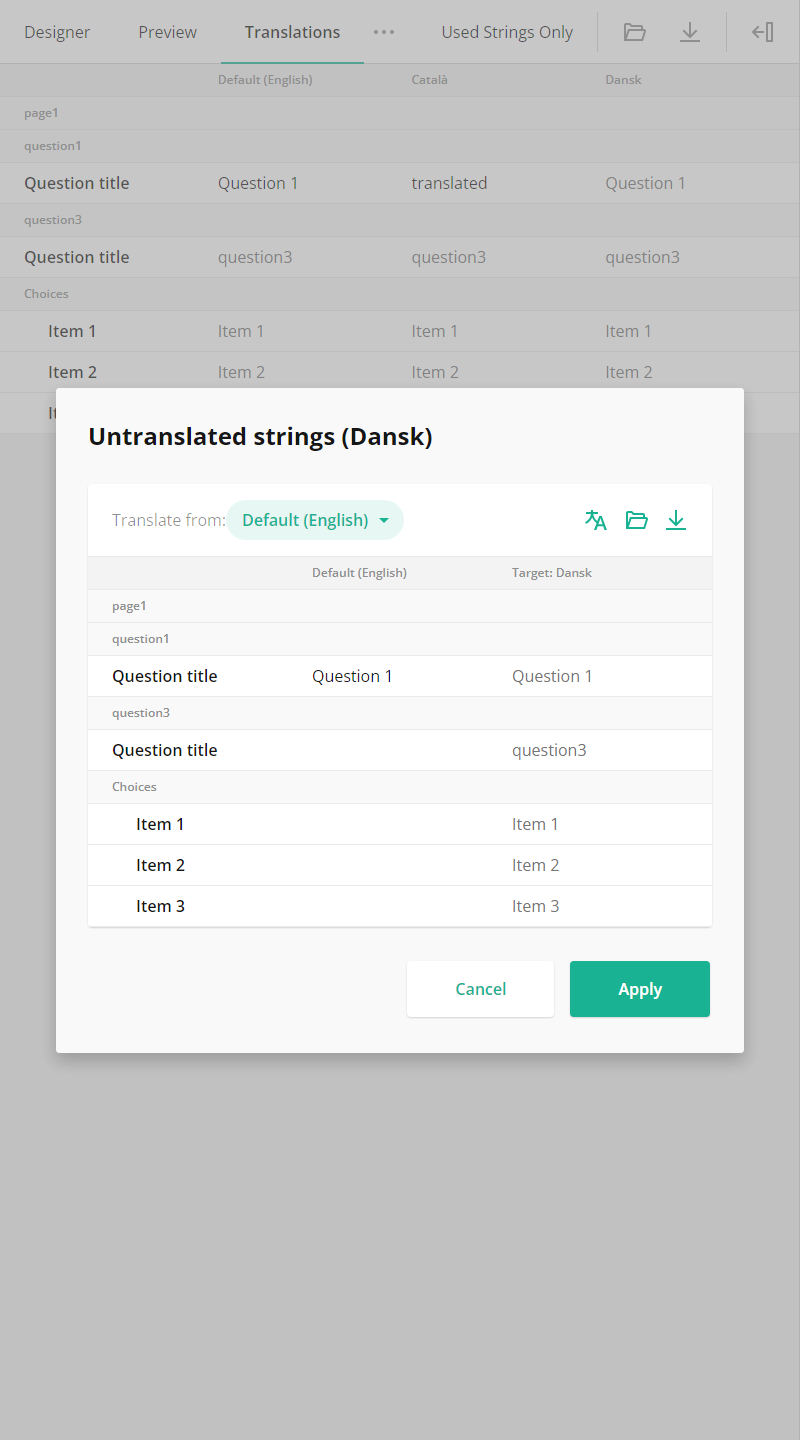 Designer Preview Translations ••• Used Strings Only
Default (English) Català Dansk
page1
question1
Question title Question 1 translated Question 1
question3
Question title question3 question3 question3
Choices
Item 1 Item 1 Item 1 Item 1
Item 2 Item 2 Item 2 Item 2
Untranslated strings (Dansk)
Translate from: Default (English)
Default (English) Target: Dansk
page1
question1
Question title Question 1 Question 1
question3
Question title question3
Choices
Item 1 Item 1
Item 2 Item 2
Item 3 Item 3
Cancel Apply